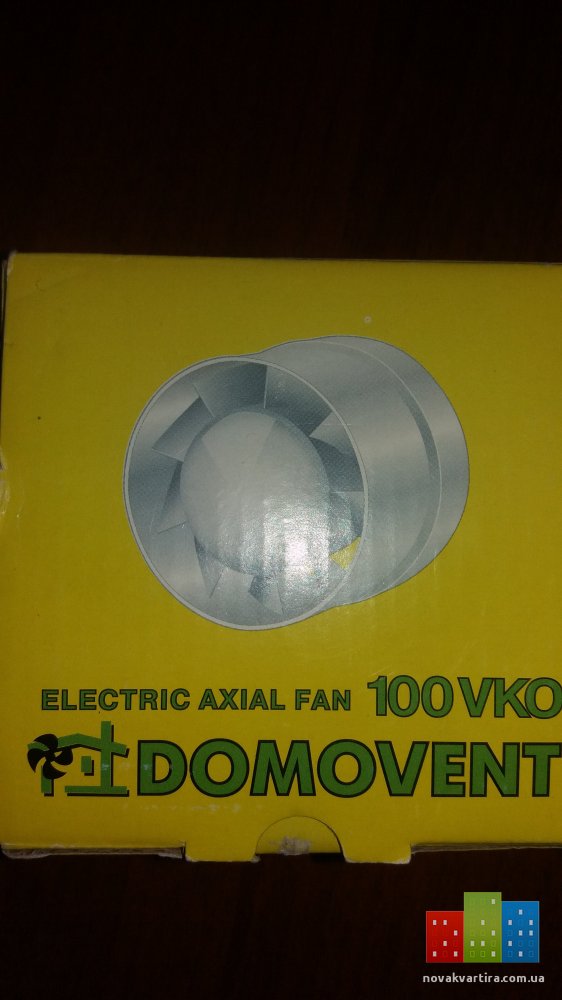 ELECTRIC AXIAL FAN 100 VKO
DOMOVENT
novakvartira.com.ua